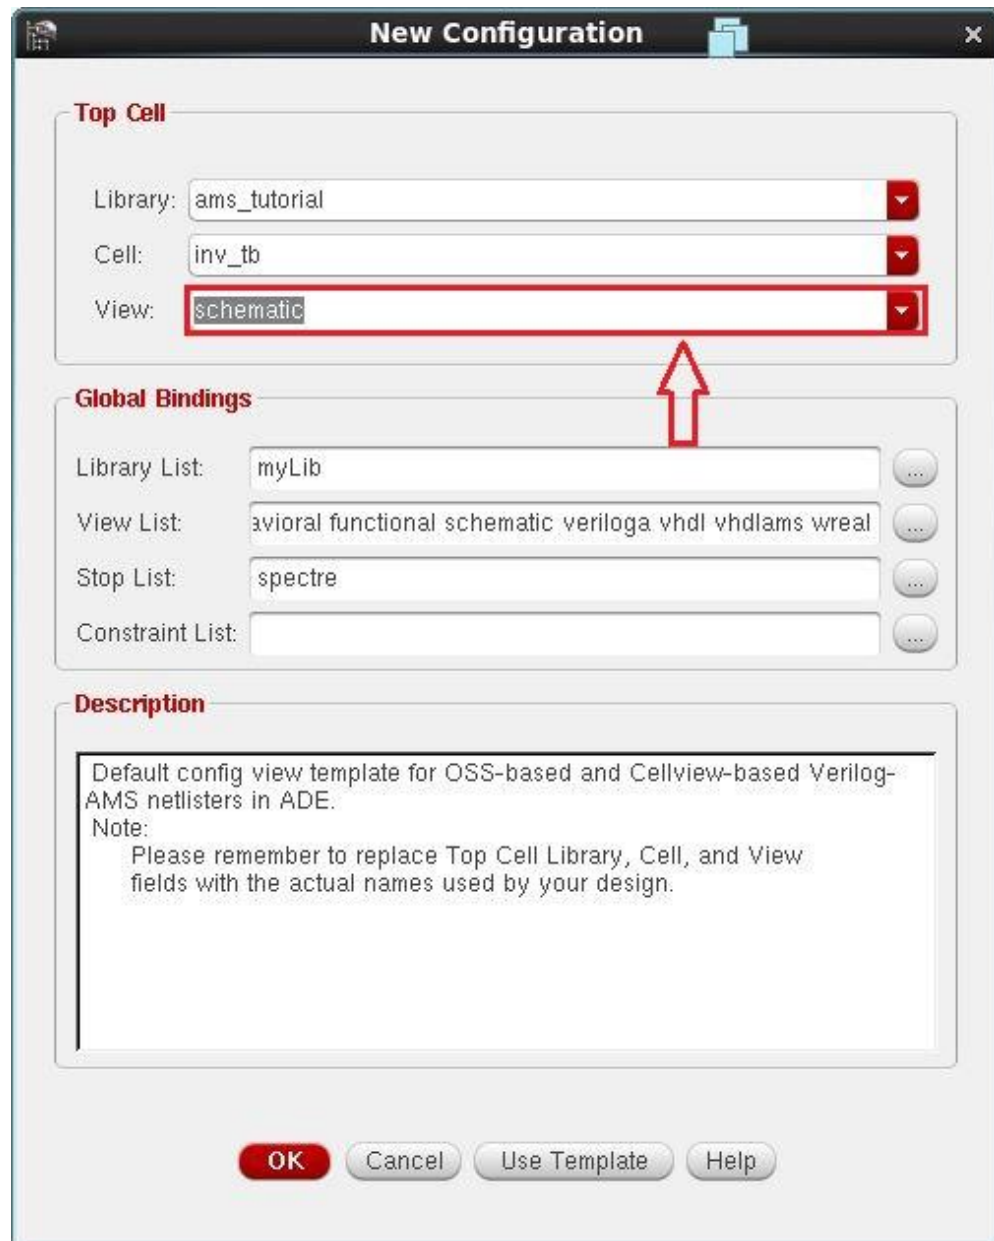 New Configuration
Top Cell
Library: ams_tutorial
Cell: inv_tb
View: schematic
Global Bindings
Library List: myLib
View List: avioral functional schematic veriloga vhdl vhdlams wreal
Stop List: spectre
Constraint List:
Description
Default config view template for OSS-based and Cellview-based Verilog-
AMS netlisters in ADE.
Note:
Please remember to replace Top Cell Library, Cell, and View
fields with the actual names used by your design.
OK Cancel Use Template Help